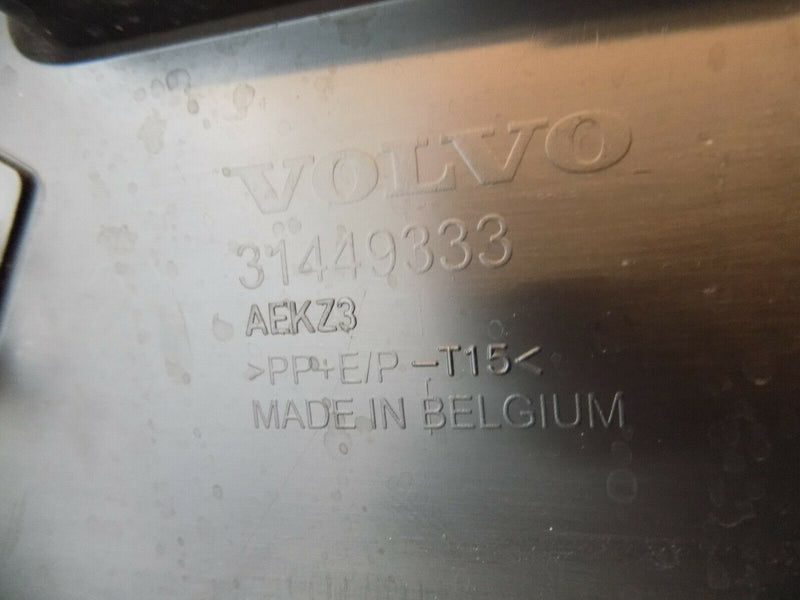 VOLVO
31449333
AEKZ3
>PP+E/P -T15<
MADE IN BELGIUM